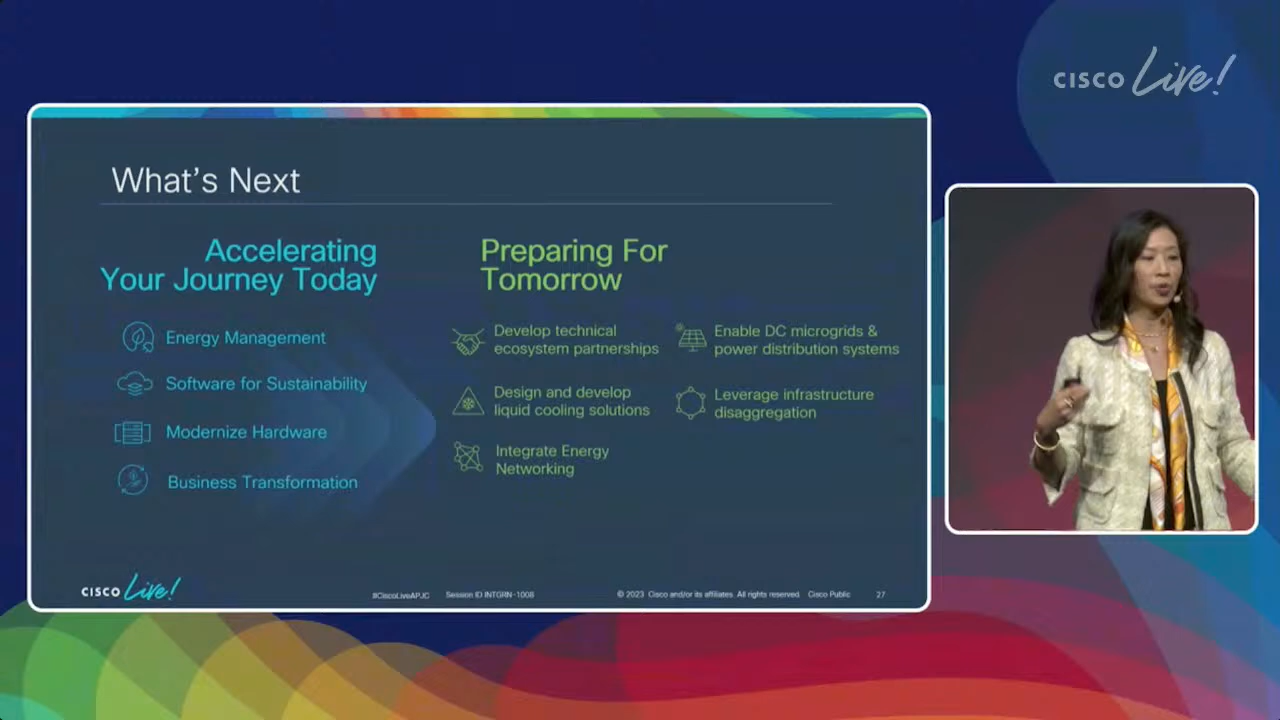 CISCO Live!
What's Next
Accelerating
Your Journey Today
Energy Management
Software for Sustainability
Modernize Hardware
Business Transformation
Preparing For
Tomorrow
Develop technical
ecosystem partnerships
Design and develop
liquid cooling solutions
Integrate Energy
Networking
Enable DC microgrids &
power distribution systems
Leverage infrastructure
disaggregation
CISCO Live!
#CiscoLiveAPJC
Session ID INTGRN-1008
© 2023 Cisco and/or its affiliates. All rights reserved. Cisco Public
27